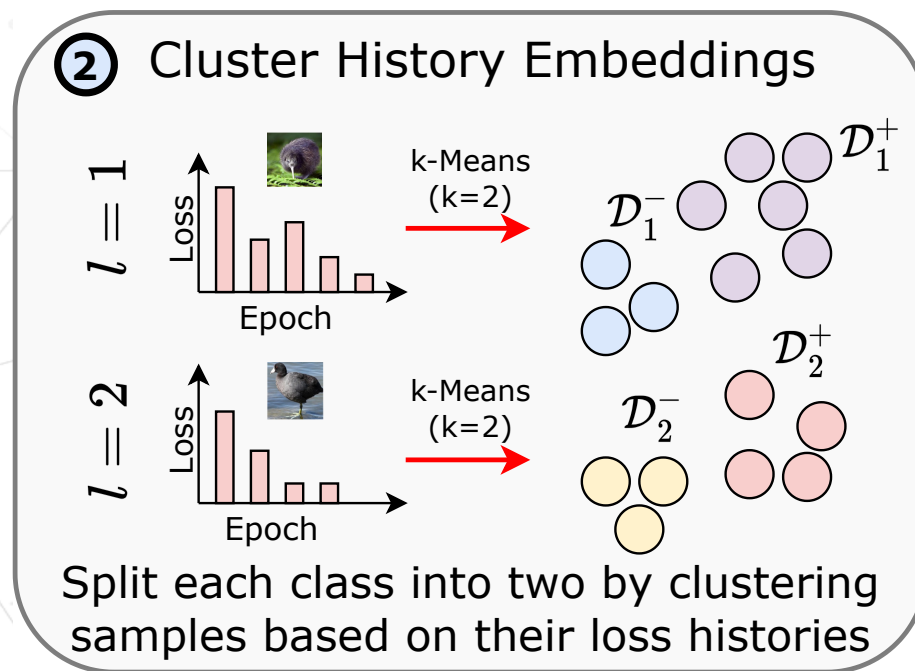 2 Cluster History Embeddings
l = 1
Loss
Epoch
k-Means
(k=2)
𝒟₁⁻
𝒟₁⁺
l = 2
Loss
Epoch
k-Means
(k=2)
𝒟₂⁻
𝒟₂⁺
Split each class into two by clustering
samples based on their loss histories